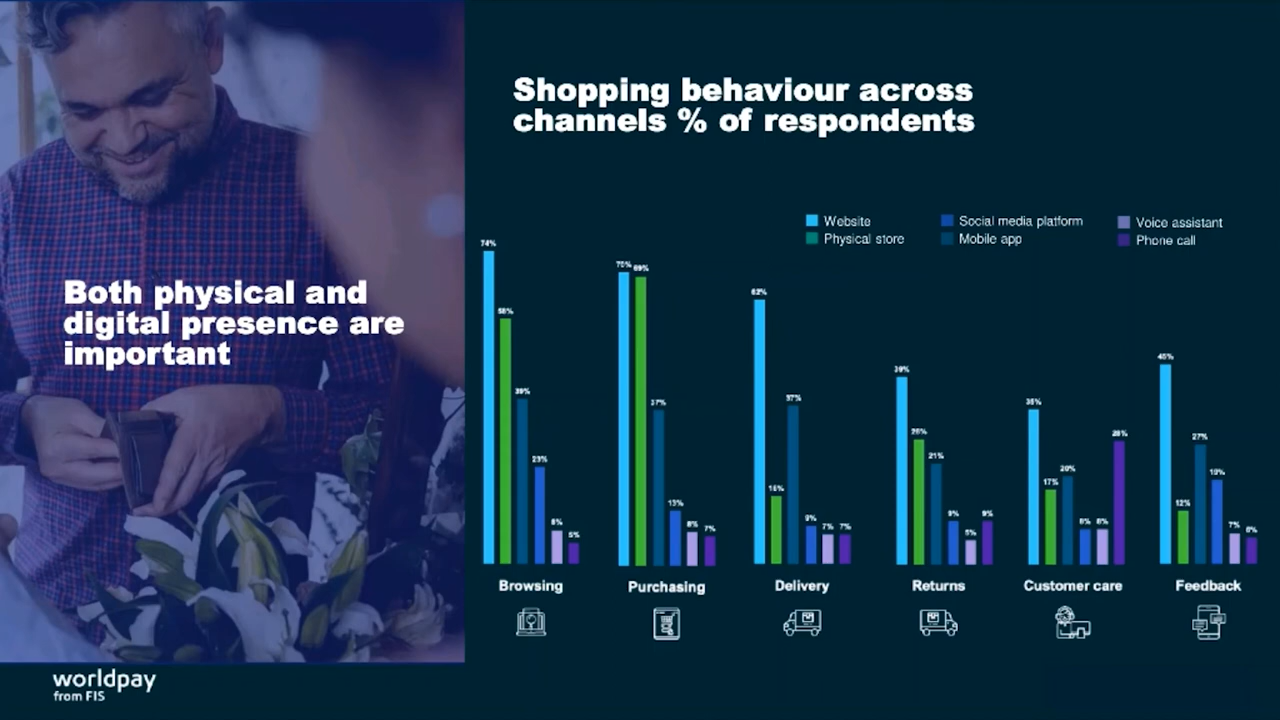 Shopping behaviour across
channels % of respondents
Website
Social media platform
Voice assistant
Physical store
Mobile app
Phone call
Both physical and
digital presence are
important
74%
58%
39%
23%
8%
5%
70%
69%
37%
13%
8%
7%
62%
16%
37%
9%
7%
7%
39%
26%
21%
9%
5%
9%
17%
20%
8%
8%
28%
45%
12%
27%
19%
7%
6%
Browsing
Purchasing
Delivery
Returns
Customer care
Feedback
worldpay
from FIS